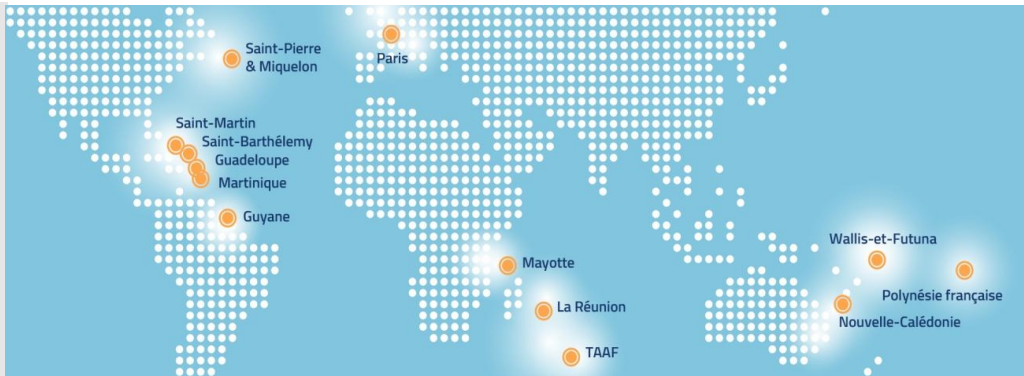 Saint-Pierre
& Miquelon
Paris
Saint-Martin
Saint-Barthélemy
Guadeloupe
Martinique
Guyane
Mayotte
La Réunion
TAAF
Wallis-et-Futuna
Polynésie française
Nouvelle-Calédonie